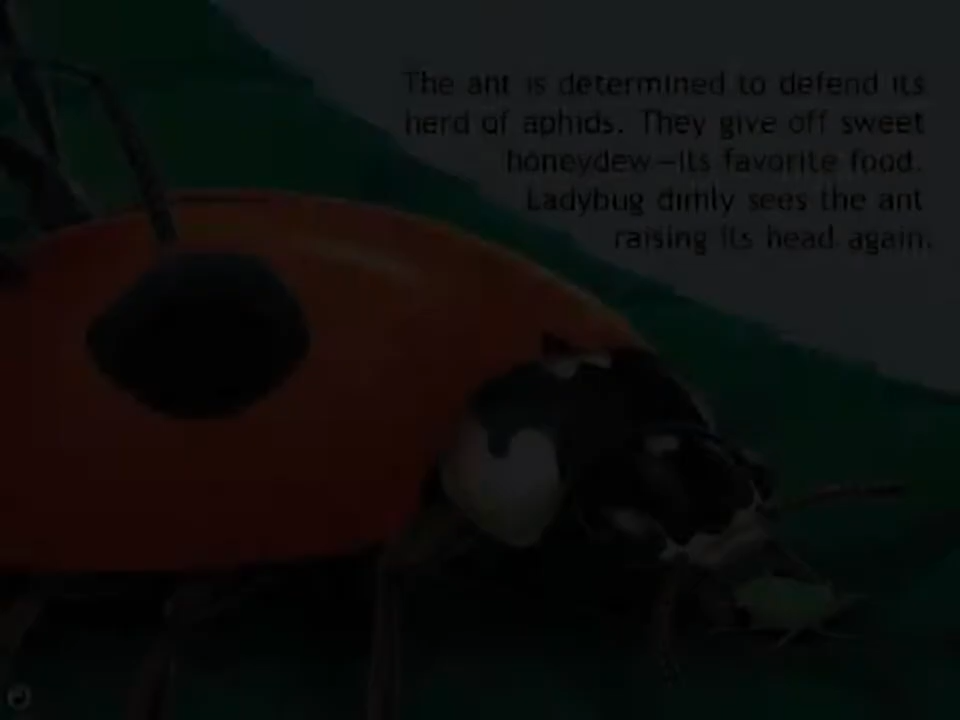 The ant is determined to defend its
herd of aphids. They give off sweet
honeydew—its favorite food.
Ladybug dimly sees the ant
raising its head again.